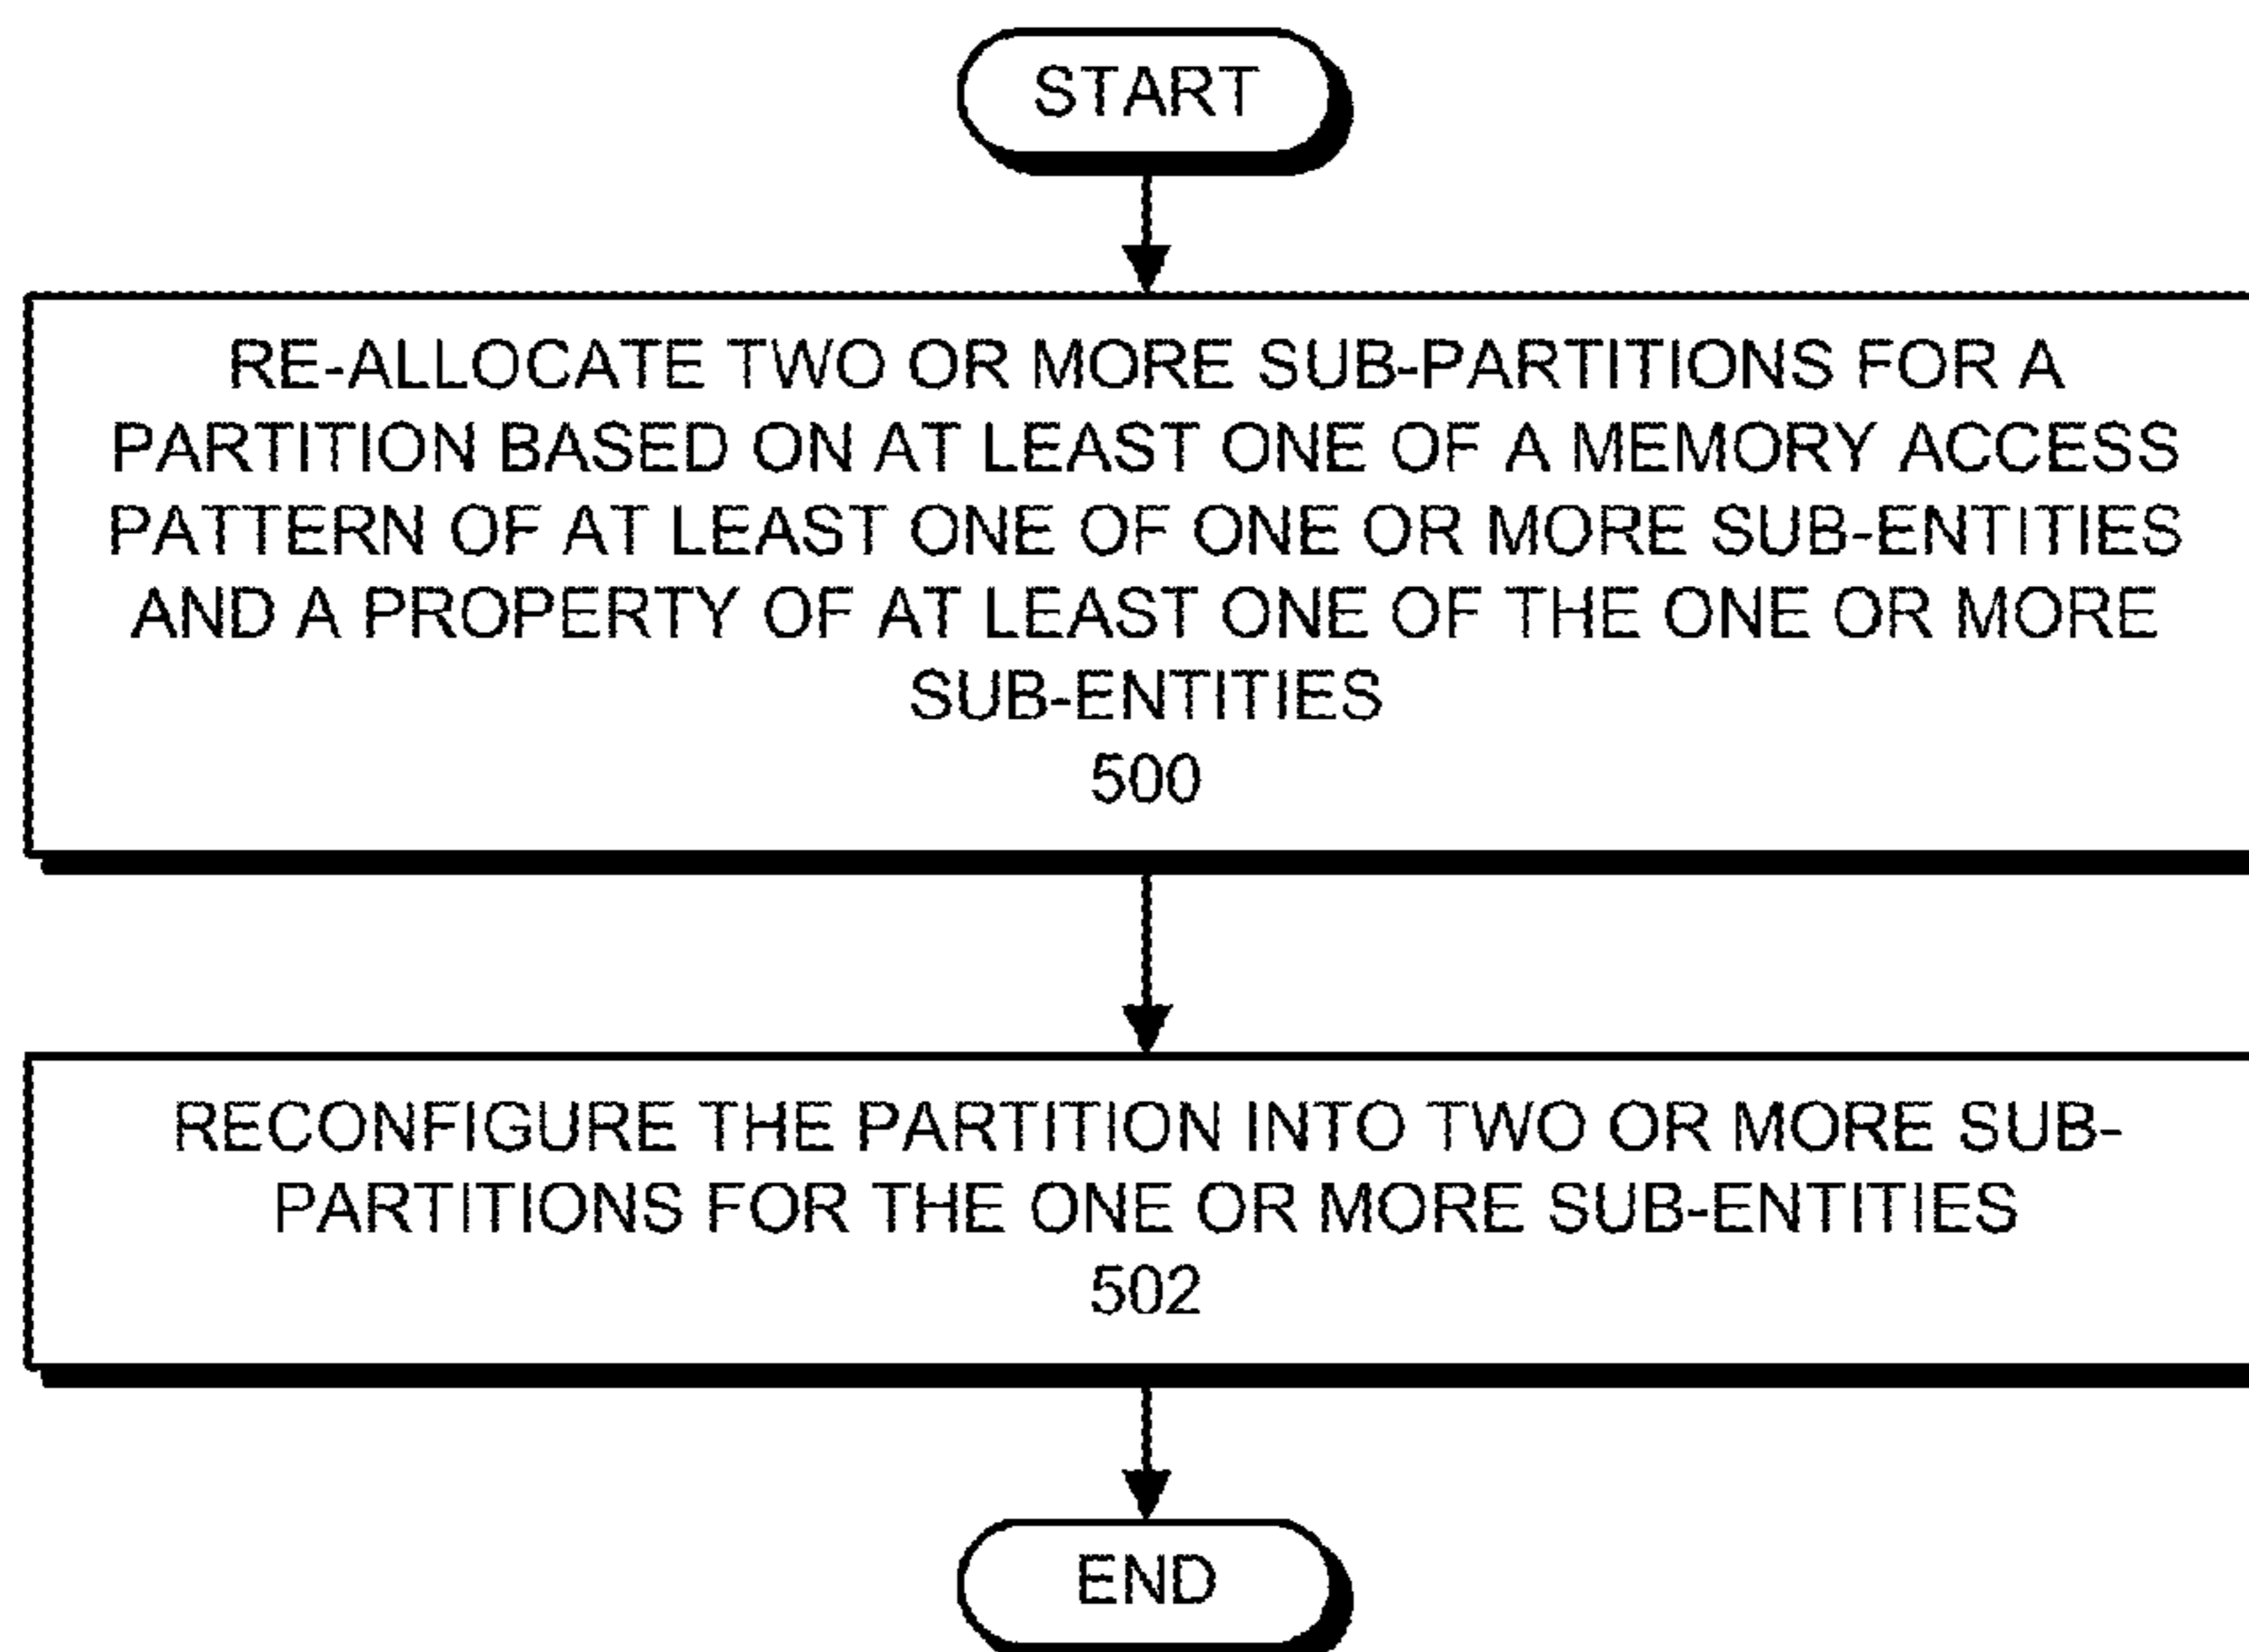 START
RE-ALLOCATE TWO OR MORE SUB-PARTITIONS FOR A
PARTITION BASED ON AT LEAST ONE OF A MEMORY ACCESS
PATTERN OF AT LEAST ONE OF ONE OR MORE SUB-ENTITIES
AND A PROPERTY OF AT LEAST ONE OF THE ONE OR MORE
SUB-ENTITIES
500
RECONFIGURE THE PARTITION INTO TWO OR MORE SUB-
PARTITIONS FOR THE ONE OR MORE SUB-ENTITIES
502
END